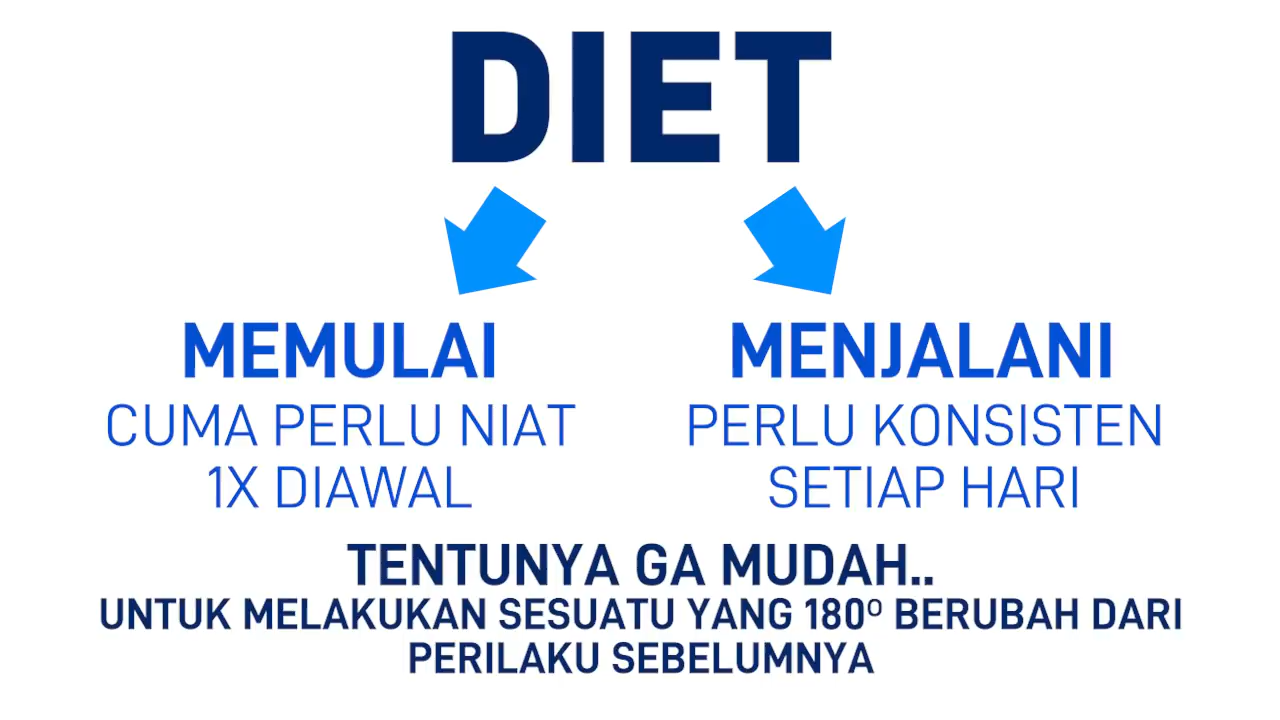 DIET
MEMULAI
CUMA PERLU NIAT
1X DIAWAL
MENJALANI
PERLU KONSISTEN
SETIAP HARI
TENTUNYA GA MUDAH..
UNTUK MELAKUKAN SESUATU YANG 180º BERUBAH DARI
PERILAKU SEBELUMNYA